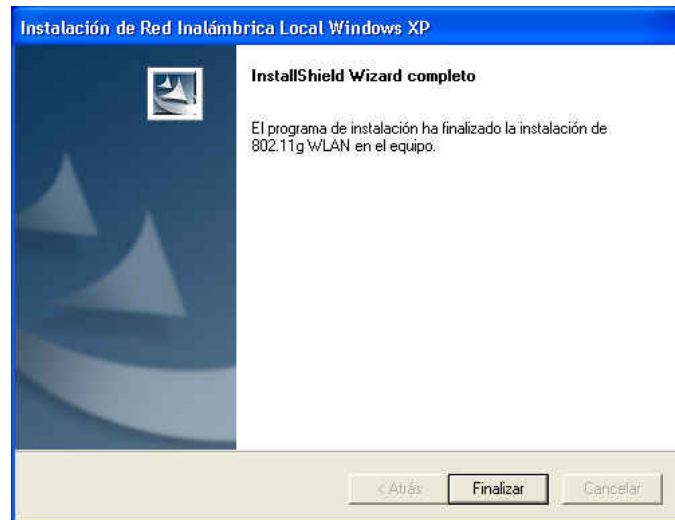 Instalación de Red Inalámbrica Local Windows XP
InstallShield Wizard completo
El programa de instalación ha finalizado la instalación de
802.11g WLAN en el equipo.
< Atrás
Finalizar
Cancelar